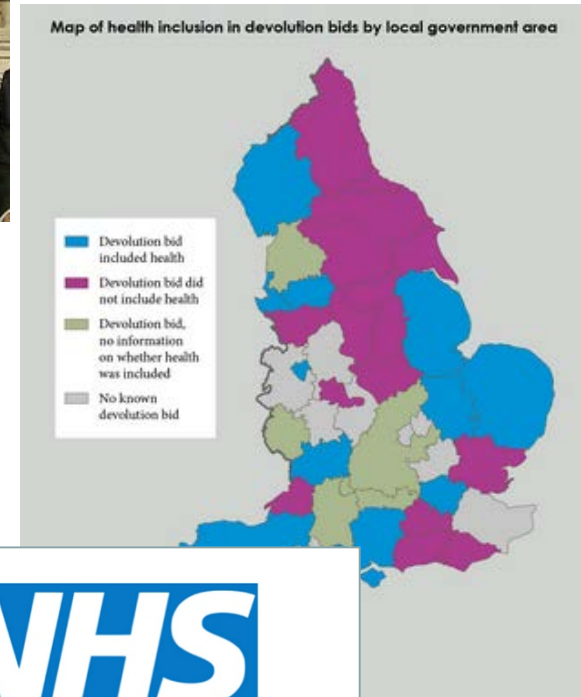 Map of health inclusion in devolution bids by local government area
Devolution bid
included health
Devolution bid did
not include health
Devolution bid,
no information
on whether health
was included
No known
devolution bid
NHS